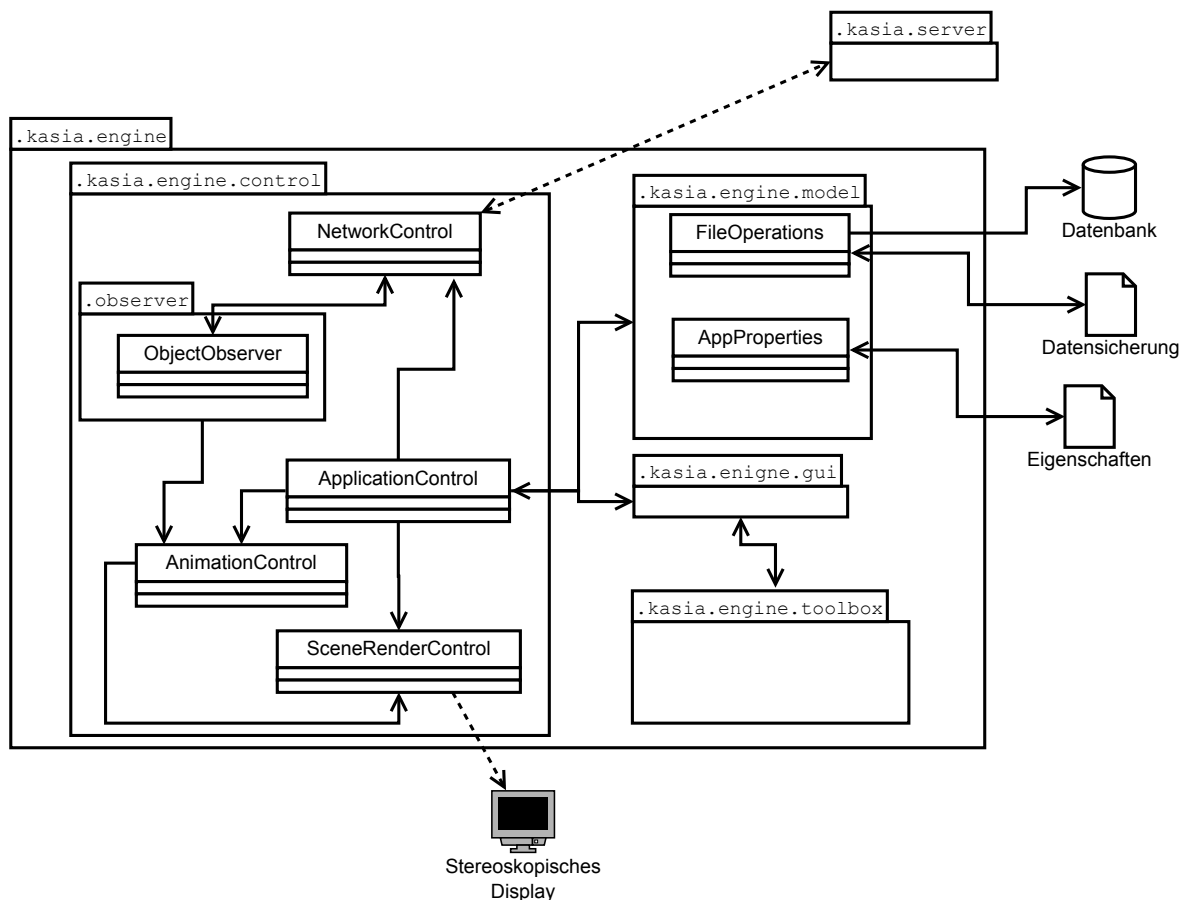 .kasia.server
.kasia.engine
.kasia.engine.control
.kasia.engine.model
NetworkControl
FileOperations
Datenbank
.observer
ObjectObserver
AppProperties
Datensicherung
Eigenschaften
ApplicationControl
.kasia.enigne.gui
AnimationControl
.kasia.engine.toolbox
SceneRenderControl
Stereoskopisches
Display